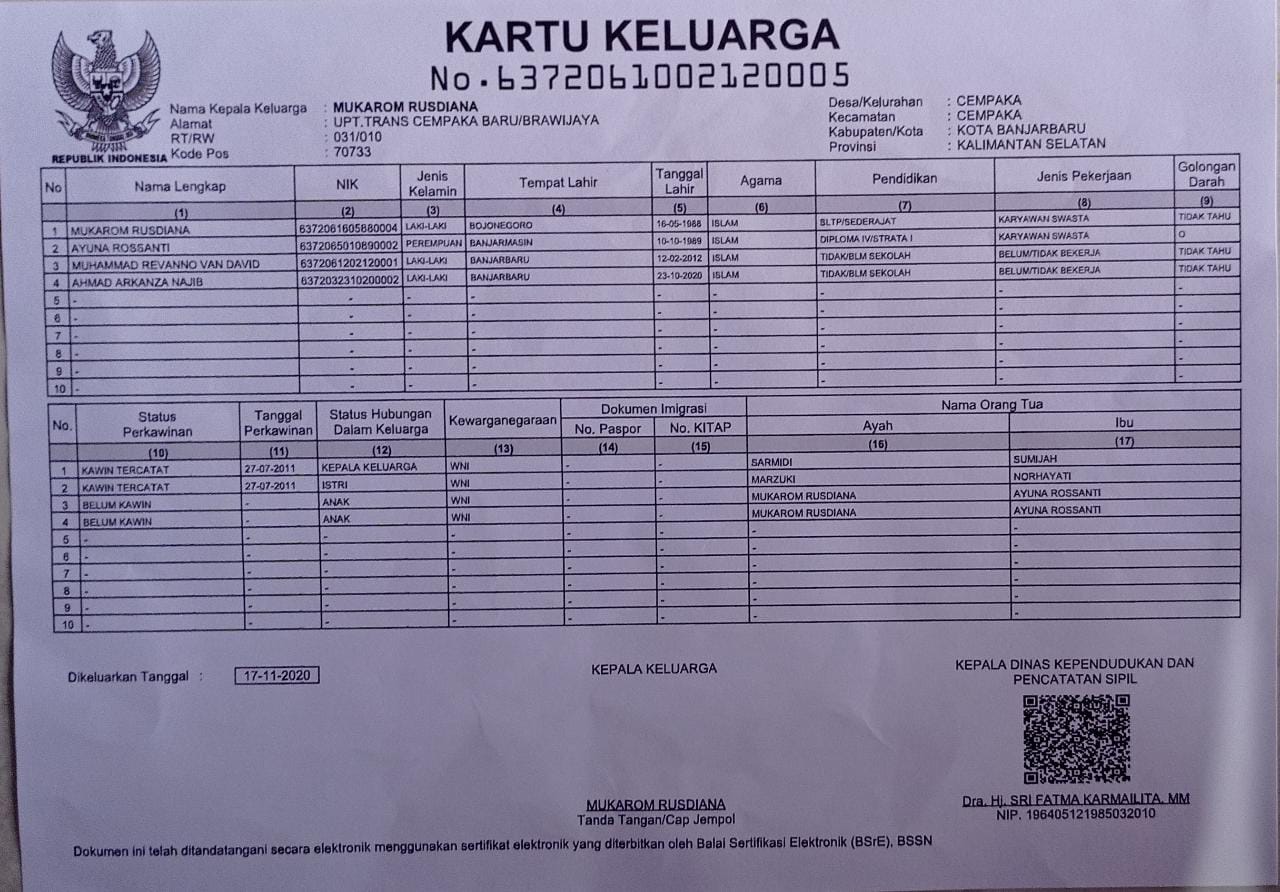 KARTU KELUARGA
No. 6372061002120005
REPUBLIK INDONESIA
Nama Kepala Keluarga : MUKAROM RUSDIANA
Alamat : UPT.TRANS CEMPAKA BARU/BRAWIJAYA
RT/RW : 031/010
Kode Pos : 70733
Desa/Kelurahan : CEMPAKA
Kecamatan : CEMPAKA
Kabupaten/Kota : KOTA BANJARBARU
Provinsi : KALIMANTAN SELATAN
No Nama Lengkap NIK Jenis Kelamin Tempat Lahir Tanggal Lahir Agama Pendidikan Jenis Pekerjaan Golongan Darah
(1) (2) (3) (4) (5) (6) (7) (8) (9)
1 MUKAROM RUSDIANA 6372061605880004 LAKI-LAKI BOJONEGORO 16-05-1988 ISLAM SLTP/SEDERAJAT KARYAWAN SWASTA TIDAK TAHU
2 AYUNA ROSSANTI 6372065010890002 PEREMPUAN BANJARMASIN 10-10-1989 ISLAM DIPLOMA IV/STRATA I KARYAWAN SWASTA O
3 MUHAMMAD REVANNO VAN DAVID 6372061202120001 LAKI-LAKI BANJARBARU 12-02-2012 ISLAM TIDAK/BLM SEKOLAH BELUM/TIDAK BEKERJA TIDAK TAHU
4 AHMAD ARKANZA NAJIB 6372032310200002 LAKI-LAKI BANJARBARU 23-10-2020 ISLAM TIDAK/BLM SEKOLAH BELUM/TIDAK BEKERJA TIDAK TAHU
5 - - - - - - - - -
6 - - - - - - - - -
7 - - - - - - - - -
8 - - - - - - - - -
9 - - - - - - - - -
10 - - - - - - - - -
No. Status Perkawinan Tanggal Perkawinan Status Hubungan Dalam Keluarga Kewarganegaraan Dokumen Imigrasi Nama Orang Tua
No. Paspor No. KITAP Ayah Ibu
(10) (11) (12) (13) (14) (15) (16) (17)
1 KAWIN TERCATAT 27-07-2011 KEPALA KELUARGA WNI - - SARMIDI SUMIJAH
2 KAWIN TERCATAT 27-07-2011 ISTRI WNI - - MARZUKI NORHAYATI
3 BELUM KAWIN - ANAK WNI - - MUKAROM RUSDIANA AYUNA ROSSANTI
4 BELUM KAWIN - ANAK WNI - - MUKAROM RUSDIANA AYUNA ROSSANTI
5 - - - - - - - -
6 - - - - - - - -
7 - - - - - - - -
8 - - - - - - - -
9 - - - - - - - -
10 - - - - - - - -
Dikeluarkan Tanggal : 17-11-2020
KEPALA KELUARGA
MUKAROM RUSDIANA
Tanda Tangan/Cap Jempol
KEPALA DINAS KEPENDUDUKAN DAN
PENCATATAN SIPIL
Dra. Hj. SRI FATMA KARMAILITA, MM
NIP. 196405121985032010
Dokumen ini telah ditandatangani secara elektronik menggunakan sertifikat elektronik yang diterbitkan oleh Balai Sertifikasi Elektronik (BSrE), BSSN